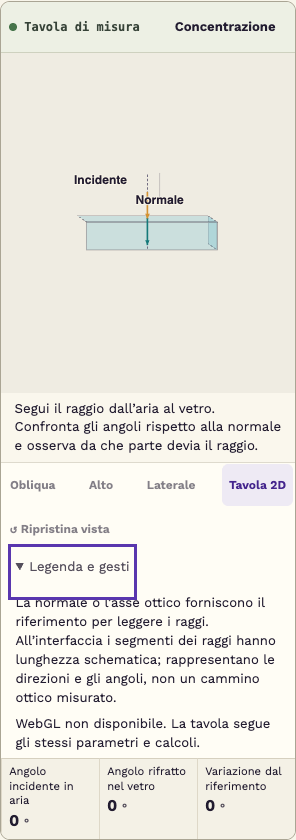 Tavola di misura
Concentrazione
Incidente
Normale
Segui il raggio dall’aria al vetro.
Confronta gli angoli rispetto alla normale
e osserva da che parte devia il raggio.
Obliqua
Alto
Laterale
Tavola 2D
↺ Ripristina vista
▼ Legenda e gesti
La normale o l’asse ottico forniscono il
riferimento per leggere i raggi.
All’interfaccia i segmenti dei raggi hanno
lunghezza schematica; rappresentano le
direzioni e gli angoli, non un cammino
ottico misurato.
WebGL non disponibile. La tavola segue
gli stessi parametri e calcoli.
Angolo
incidente in
aria
0 °
Angolo rifratto
nel vetro
0 °
Variazione dal
riferimento
0 °